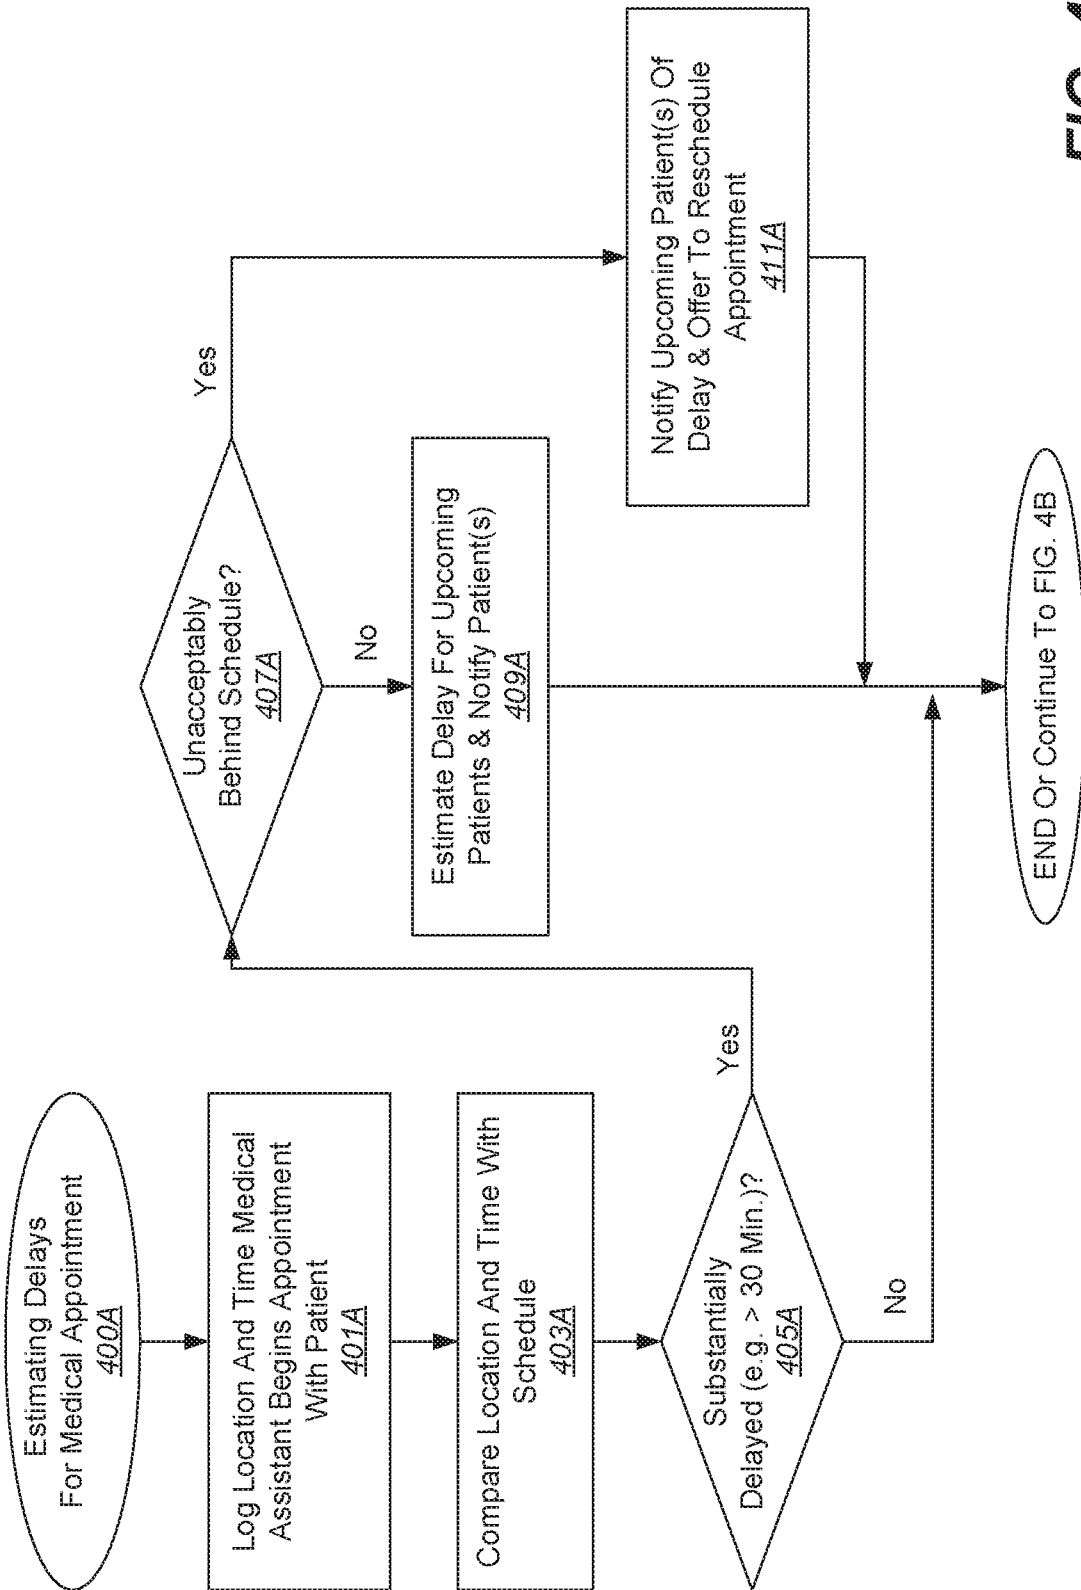 Estimating Delays
For Medical Appointment
400A
Log Location And Time Medical
Assistant Begins Appointment
With Patient
401A
Compare Location And Time With
Schedule
403A
Substantially
Delayed (e.g. > 30 Min.)?
405A
Yes
No
Unacceptably
Behind Schedule?
407A
Yes
No
Estimate Delay For Upcoming
Patients & Notify Patient(s)
409A
Notify Upcoming Patient(s) Of
Delay & Offer To Reschedule
Appointment
411A
END Or Continue To FIG. 4B